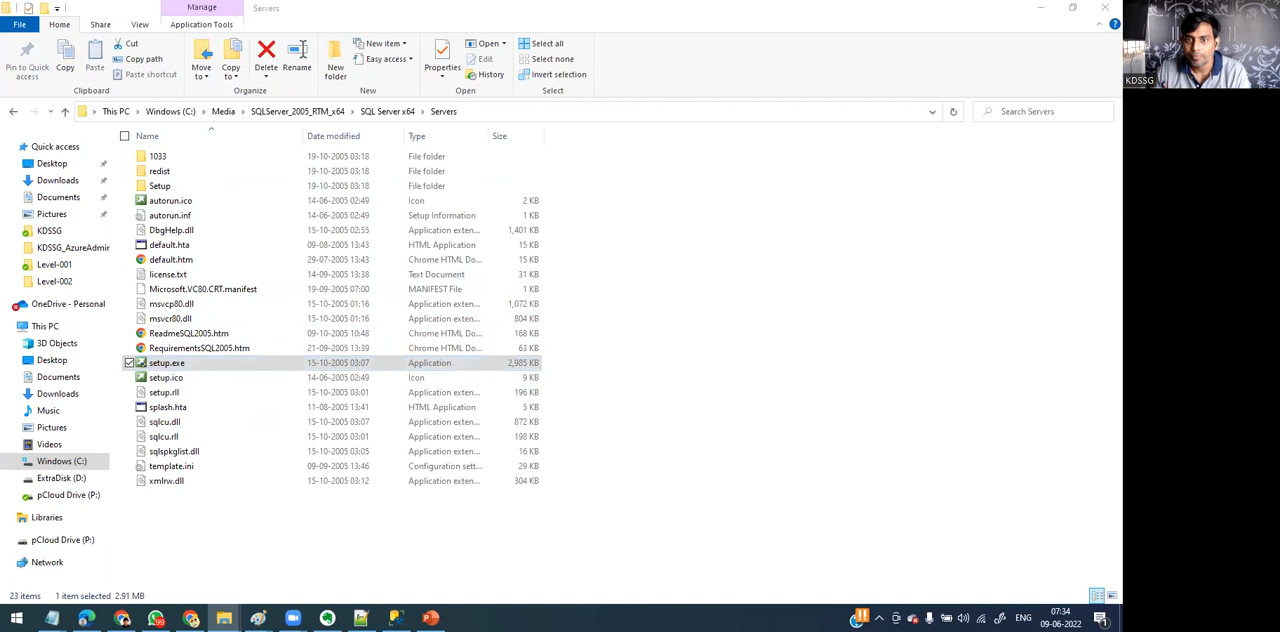 Manage
Servers
File
Home
Share
View
Application Tools
Pin to Quick access
Copy
Paste
Cut
Copy path
Paste shortcut
Clipboard
Move to
Copy to
Delete
Rename
Organize
New folder
New item
Easy access
New
Properties
Open
Edit
History
Open
Select all
Select none
Invert selection
Select
This PC > Windows (C:) > Media > SQLServer_2005_RTM_x64 > SQL Server x64 > Servers
Search Servers
Name Date modified Type Size
1033 19-10-2005 03:18 File folder
redist 19-10-2005 03:18 File folder
Setup 19-10-2005 03:18 File folder
autorun.ico 14-06-2005 02:49 Icon 2 KB
autorun.inf 14-06-2005 02:49 Setup Information 1 KB
DbgHelp.dll 15-10-2005 02:55 Application exten... 1,401 KB
default.hta 09-08-2005 13:43 HTML Application 15 KB
default.htm 29-07-2005 13:43 Chrome HTML Do... 15 KB
license.txt 14-09-2005 13:38 Text Document 31 KB
Microsoft.VC80.CRT.manifest 19-09-2005 07:00 MANIFEST File 1 KB
msvcp80.dll 15-10-2005 01:16 Application exten... 1,072 KB
msvcr80.dll 15-10-2005 01:16 Application exten... 804 KB
ReadmeSQL2005.htm 09-10-2005 10:48 Chrome HTML Do... 168 KB
RequirementsSQL2005.htm 21-09-2005 13:39 Chrome HTML Do... 63 KB
setup.exe 15-10-2005 03:07 Application 2,985 KB
setup.ico 14-06-2005 02:49 Icon 9 KB
setup.rll 15-10-2005 03:01 Application exten... 196 KB
splash.hta 11-08-2005 13:41 HTML Application 5 KB
sqlcu.dll 15-10-2005 03:07 Application exten... 872 KB
sqlcu.rll 15-10-2005 03:01 Application exten... 198 KB
sqlspkglist.dll 15-10-2005 03:05 Application exten... 16 KB
template.ini 09-09-2005 13:46 Configuration sett... 29 KB
xmlrw.dll 15-10-2005 03:12 Application exten... 304 KB
Quick access
Desktop
Downloads
Documents
Pictures
KDSSG
KDSSG_AzureAdmir
Level-001
Level-002
OneDrive - Personal
This PC
3D Objects
Desktop
Documents
Downloads
Music
Pictures
Videos
Windows (C:)
ExtraDisk (D:)
pCloud Drive (P:)
Libraries
pCloud Drive (P:)
Network
23 items 1 item selected 2.91 MB
ENG
07:34
09-06-2022
KDSSG